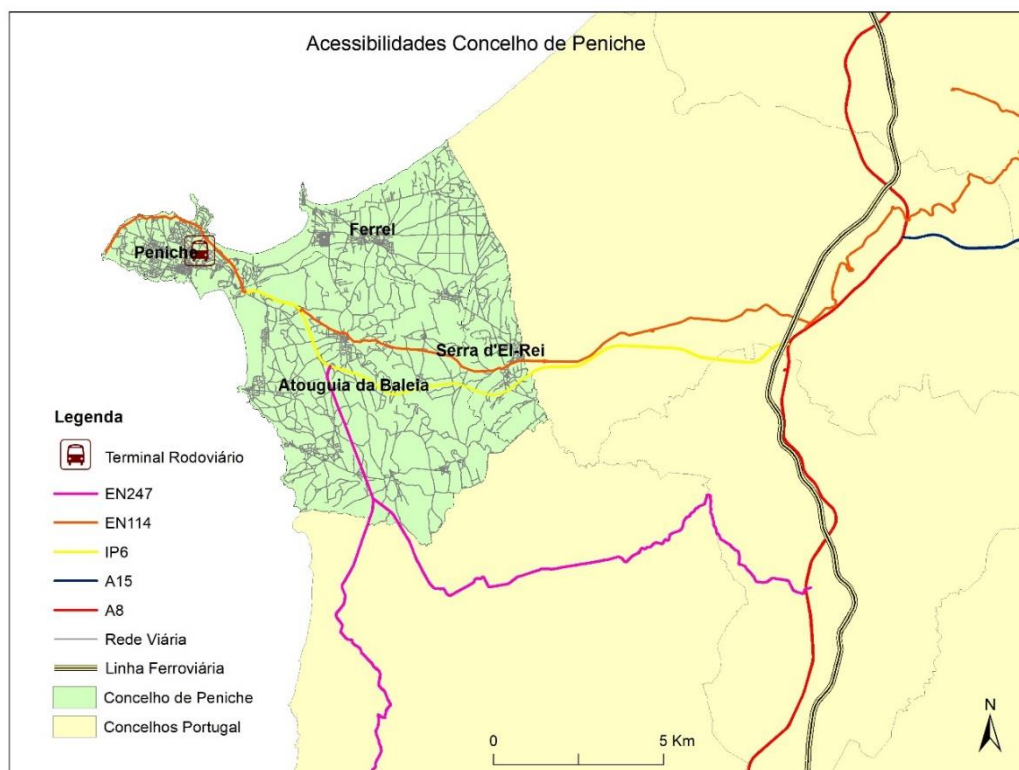 Acessibilidades Concelho de Peniche
Ferrel
Peniche
Serra d'El-Rei
Atouguia da Baleia
Legenda
Terminal Rodoviário
EN247
EN114
IP6
A15
A8
Rede Viária
Linha Ferroviária
Concelho de Peniche
Concelhos Portugal
0 5 Km
N